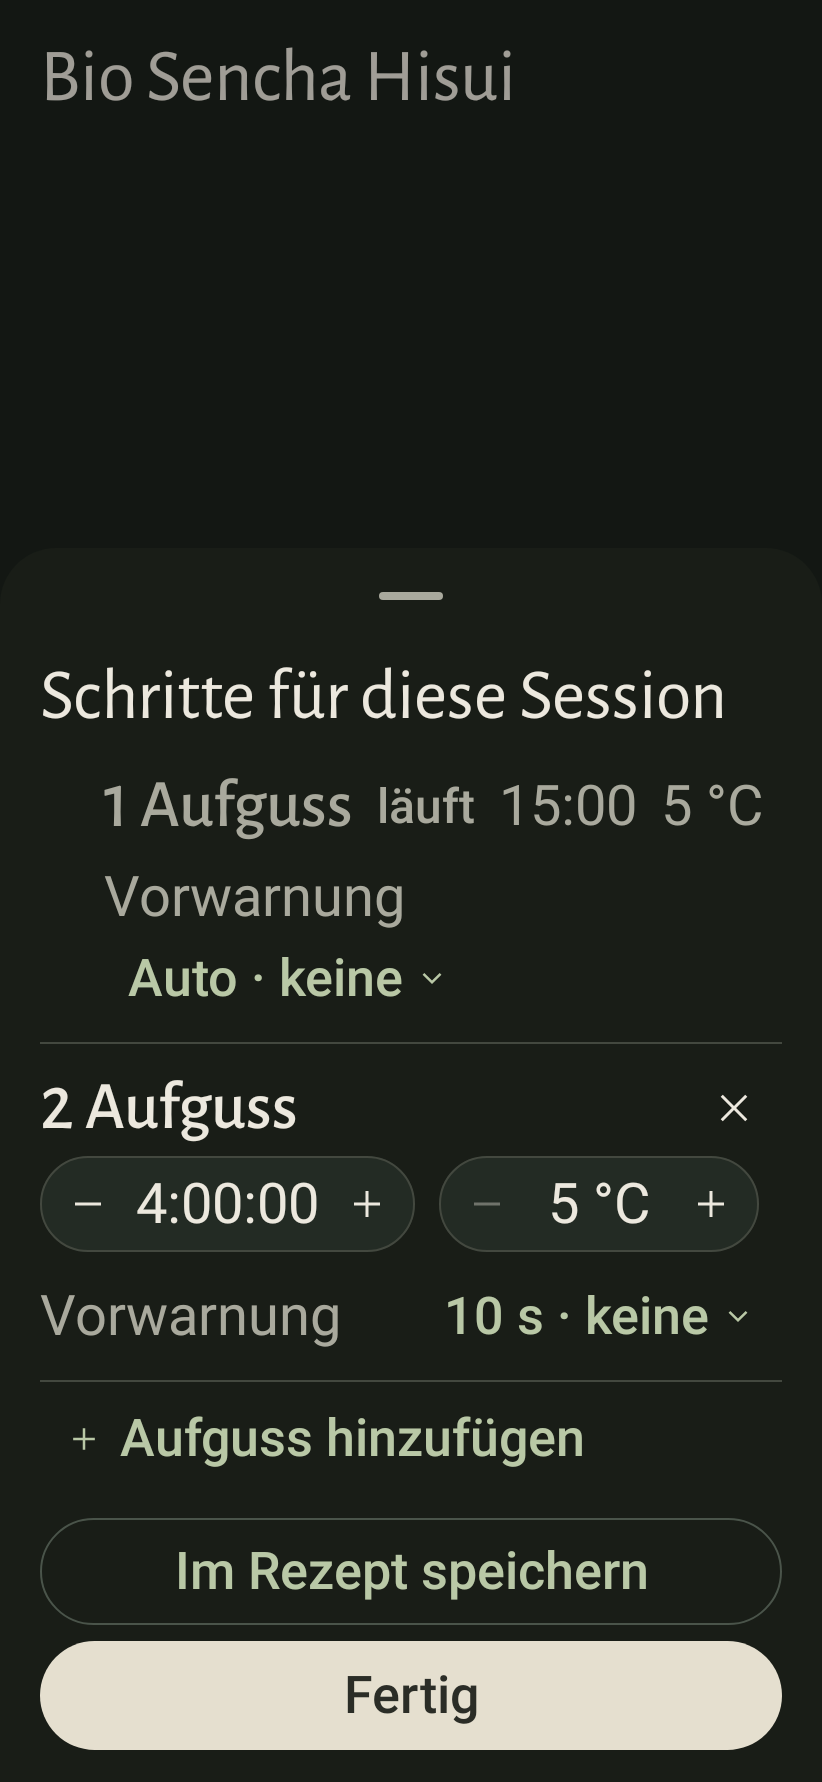 Bio Sencha Hisui
Schritte für diese Session
1 Aufguss läuft 15:00 5 °C
Vorwarnung
Auto · keine
2 Aufguss
− 4:00:00 + − 5 °C +
Vorwarnung 10 s · keine
+ Aufguss hinzufügen
Im Rezept speichern
Fertig